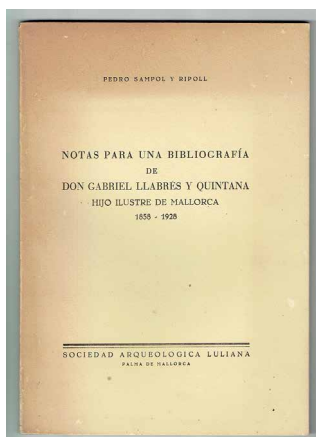 PEDRO SAMPOL Y RIPOLL
NOTAS PARA UNA BIBLIOGRAFÍA
DE
DON GABRIEL LLABRÉS Y QUINTANA
HIJO ILUSTRE DE MALLORCA
1858 - 1928
SOCIEDAD ARQUEOLOGICA LULIANA
PALMA DE MALLORCA